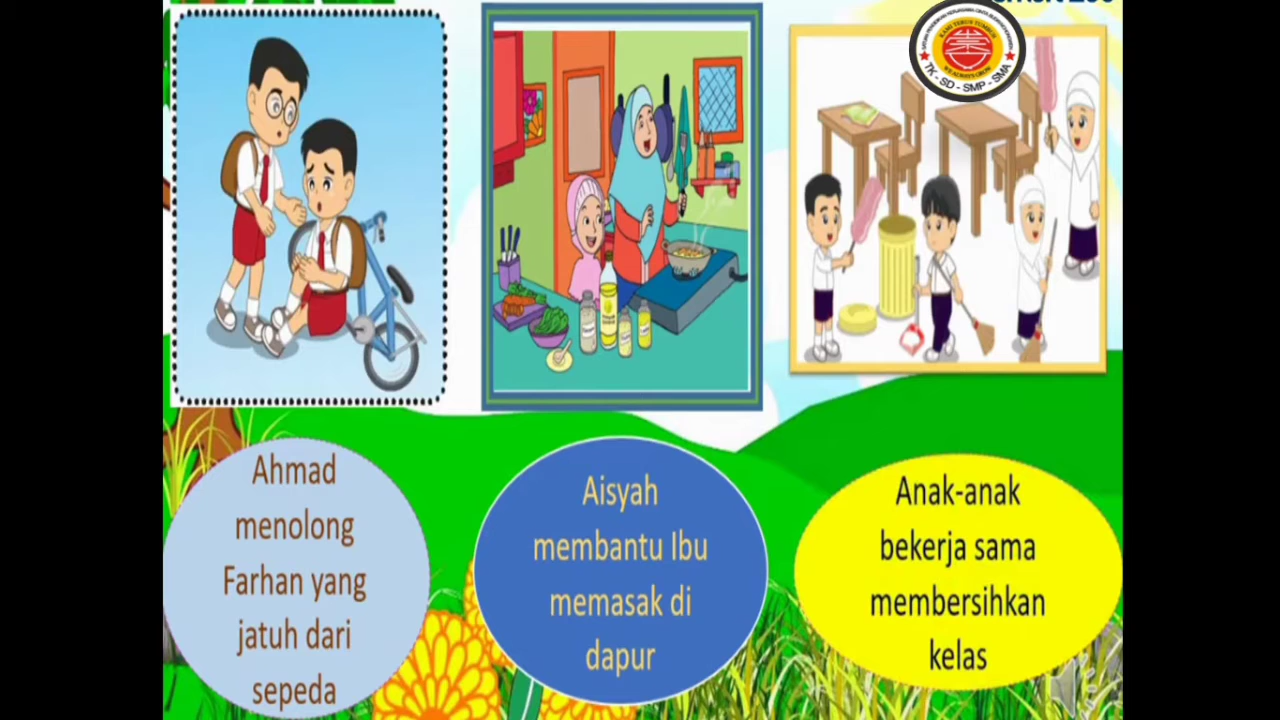 TK - SD - SMP - SMA
Ahmad
menolong
Farhan yang
jatuh dari
sepeda
Aisyah
membantu Ibu
memasak di
dapur
Anak-anak
bekerja sama
membersihkan
kelas